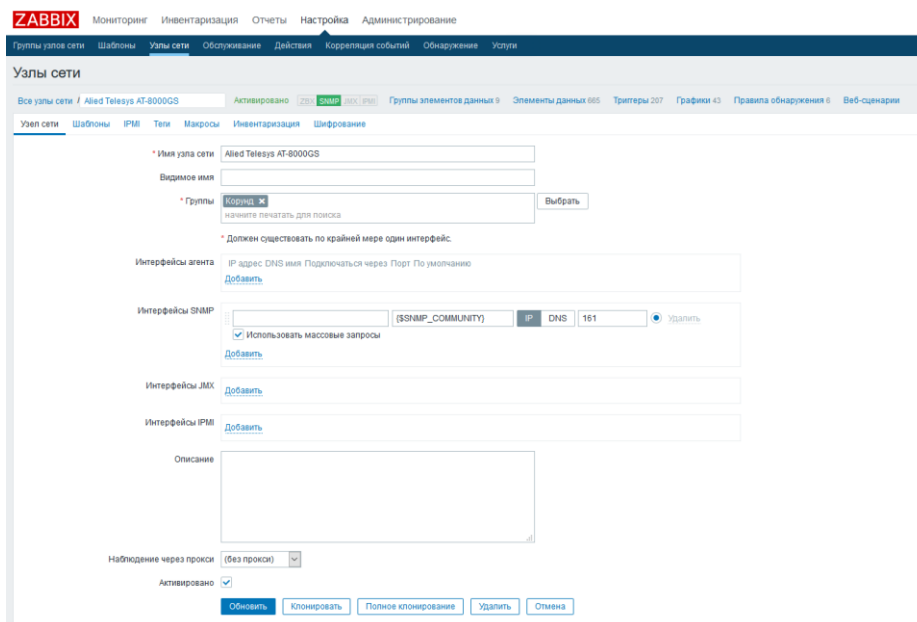 ZABBIX Мониторинг Инвентаризация Отчеты Настройка Администрирование
Группы узлов сети Шаблоны Узлы сети Обслуживание Действия Корреляция событий Обнаружение Услуги
Узлы сети
Все узлы сети / Alied Telesys AT-8000GS Активировано ZBX SNMP JMX IPMI Группы элементов данных 9 Элементы данных 665 Триггеры 207 Графики 43 Правила обнаружения 6 Веб-сценарии
Узел сети Шаблоны IPMI Теги Макросы Инвентаризация Шифрование
* Имя узла сети Alied Telesys AT-8000GS
Видимое имя
* Группы Корунд × Выбрать
начните печатать для поиска
* Должен существовать по крайней мере один интерфейс.
Интерфейсы агента IP адрес DNS имя Подключаться через Порт По умолчанию
Добавить
Интерфейсы SNMP {$SNMP_COMMUNITY} IP DNS 161 Удалить
Использовать массовые запросы
Добавить
Интерфейсы JMX Добавить
Интерфейсы IPMI Добавить
Описание
Наблюдение через прокси (без прокси)
Активировано
Обновить Клонировать Полное клонирование Удалить Отмена